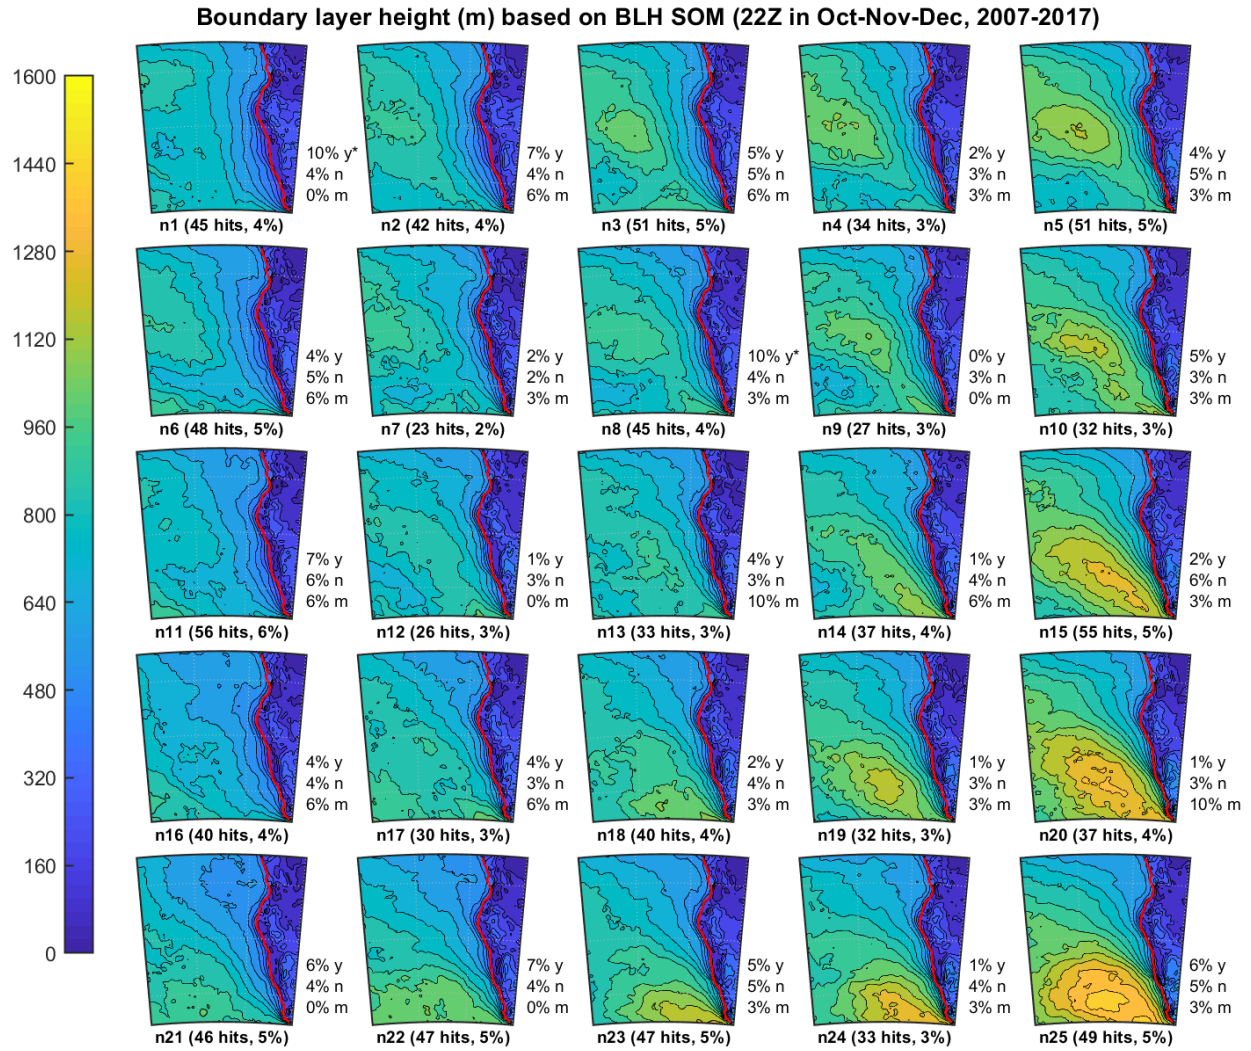 Boundary layer height (m) based on BLH SOM (22Z in Oct-Nov-Dec, 2007-2017)
1600
1440
1280
1120
960
800
640
480
320
160
0
10% y*
4% n
0% m
n1 (45 hits, 4%)
7% y
4% n
6% m
n2 (42 hits, 4%)
5% y
5% n
6% m
n3 (51 hits, 5%)
2% y
3% n
3% m
n4 (34 hits, 3%)
4% y
5% n
3% m
n5 (51 hits, 5%)
4% y
5% n
6% m
n6 (48 hits, 5%)
2% y
2% n
3% m
n7 (23 hits, 2%)
10% y*
4% n
3% m
n8 (45 hits, 4%)
0% y
3% n
0% m
n9 (27 hits, 3%)
5% y
3% n
3% m
n10 (32 hits, 3%)
7% y
6% n
6% m
n11 (56 hits, 6%)
1% y
3% n
0% m
n12 (26 hits, 3%)
4% y
3% n
10% m
n13 (33 hits, 3%)
1% y
4% n
6% m
n14 (37 hits, 4%)
2% y
6% n
3% m
n15 (55 hits, 5%)
4% y
4% n
6% m
n16 (40 hits, 4%)
4% y
3% n
6% m
n17 (30 hits, 3%)
2% y
4% n
3% m
n18 (40 hits, 4%)
1% y
3% n
3% m
n19 (32 hits, 3%)
1% y
3% n
10% m
n20 (37 hits, 4%)
6% y
4% n
0% m
n21 (46 hits, 5%)
7% y
4% n
0% m
n22 (47 hits, 5%)
5% y
5% n
3% m
n23 (47 hits, 5%)
1% y
4% n
3% m
n24 (33 hits, 3%)
6% y
5% n
3% m
n25 (49 hits, 5%)